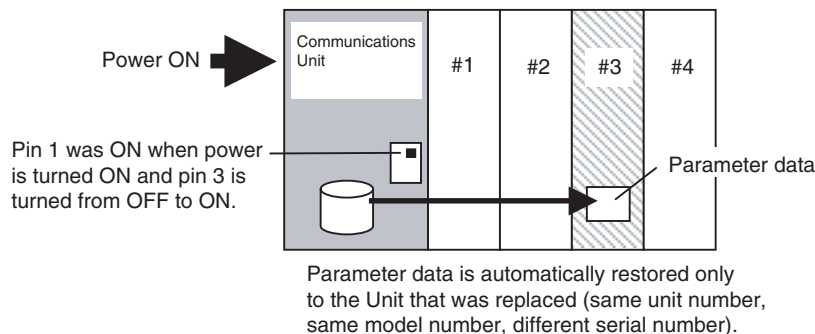 Power ON
Communications
Unit
#1
#2
#3
#4
Pin 1 was ON when power
is turned ON and pin 3 is
turned from OFF to ON.
Parameter data
Parameter data is automatically restored only
to the Unit that was replaced (same unit number,
same model number, different serial number).